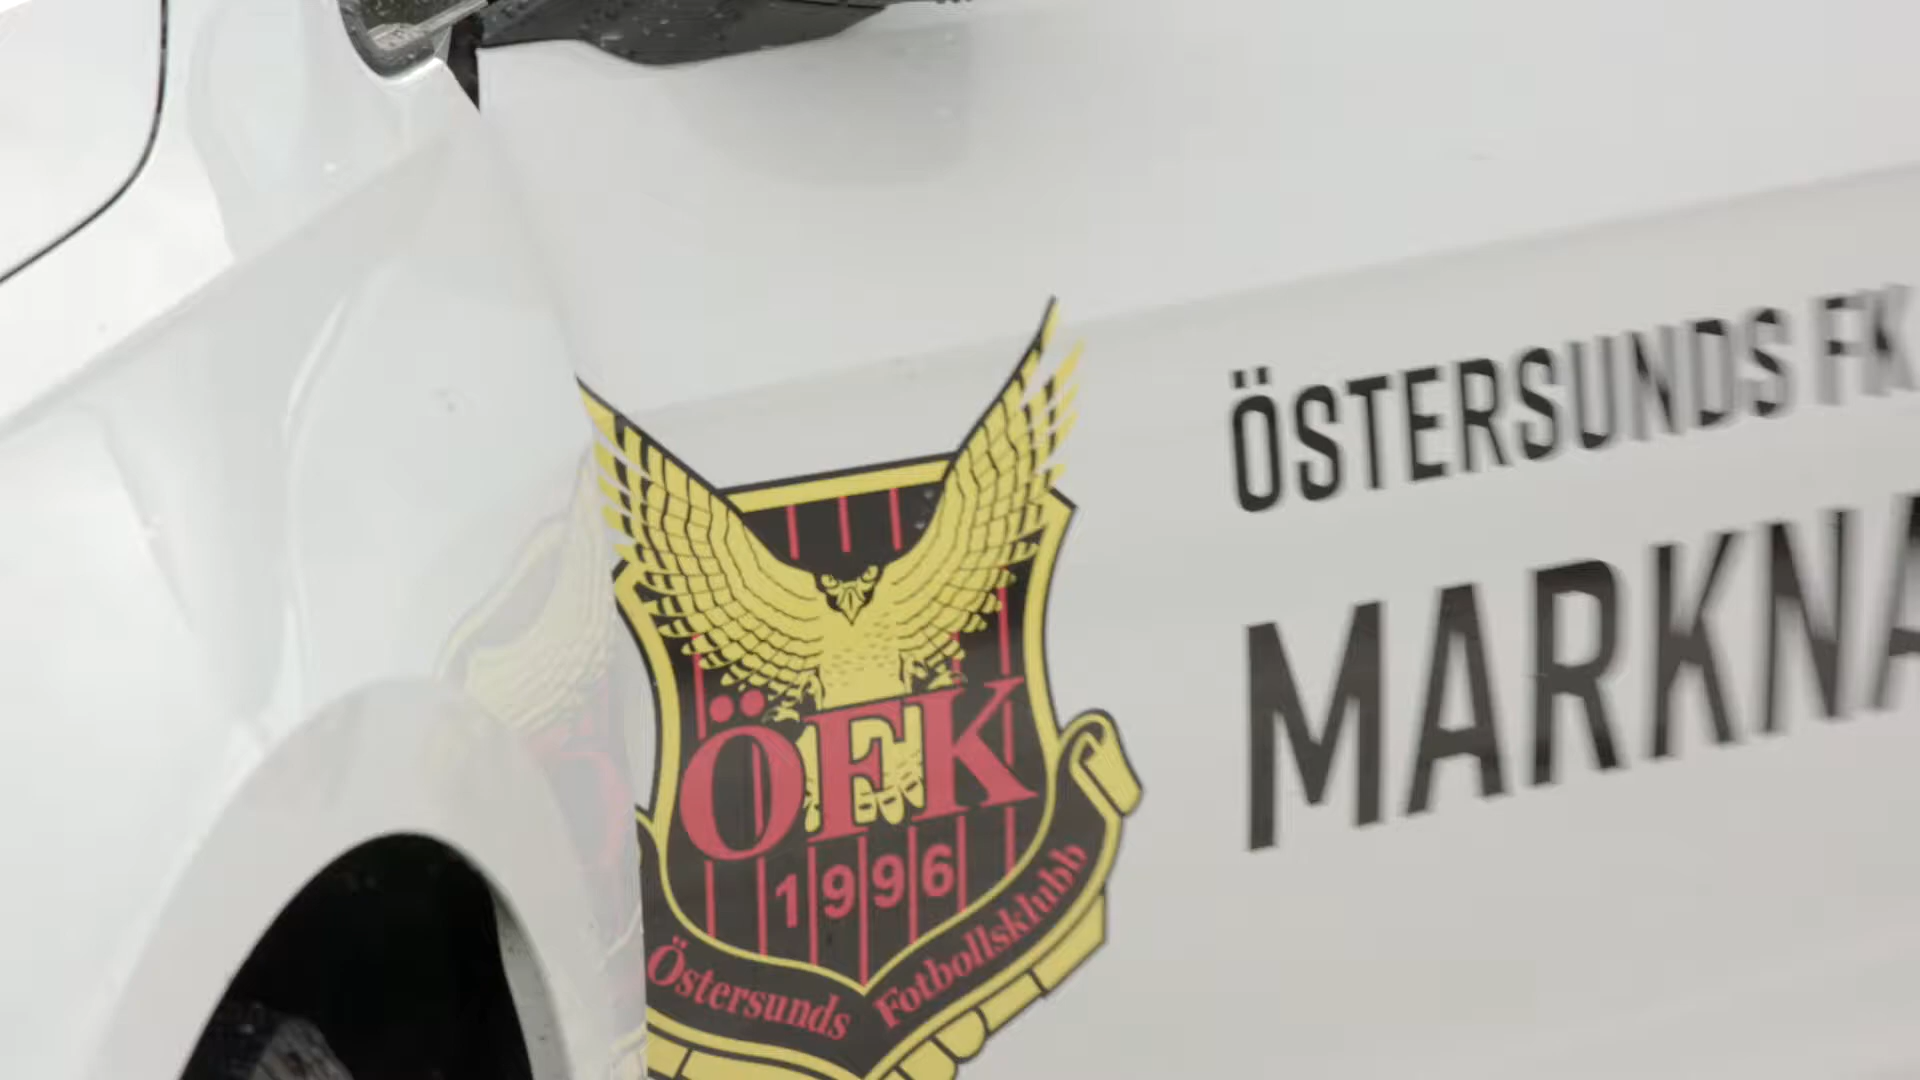 ÖSTERSUNDS FK
MARKNA
ÖFK
1996
Östersunds Fotbollsklubb